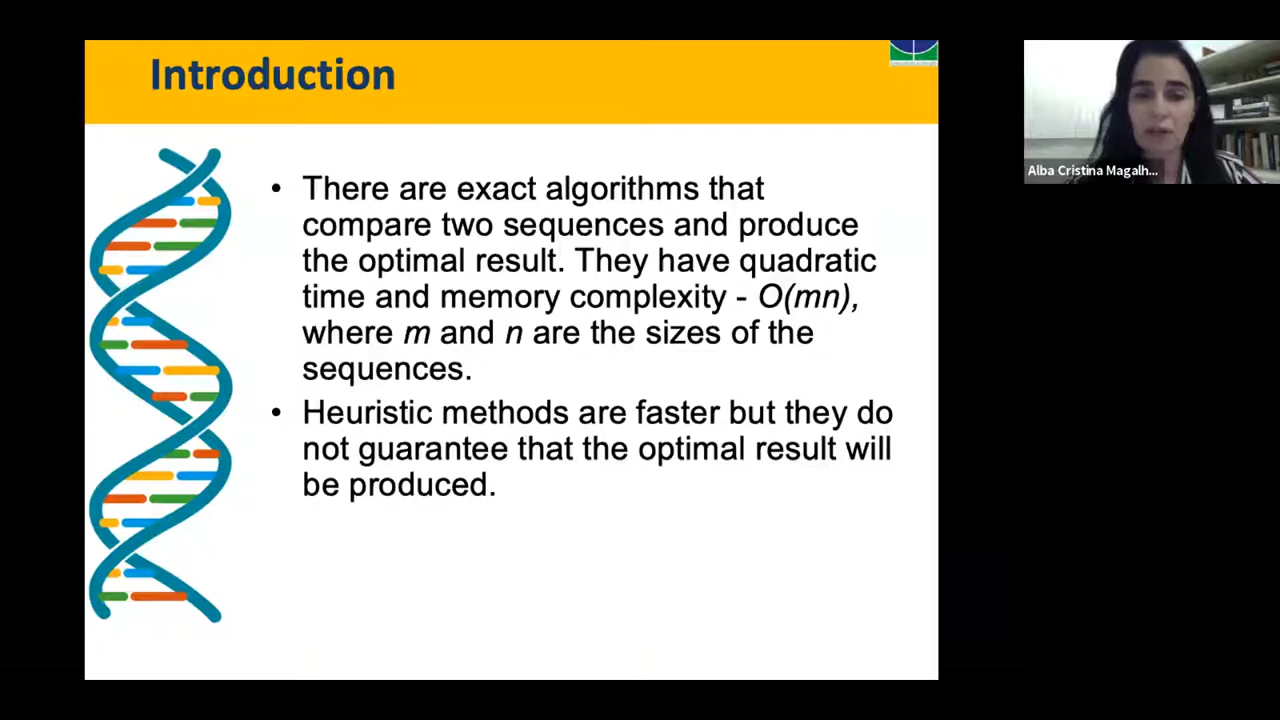 Introduction
• There are exact algorithms that
compare two sequences and produce
the optimal result. They have quadratic
time and memory complexity - O(mn),
where m and n are the sizes of the
sequences.
• Heuristic methods are faster but they do
not guarantee that the optimal result will
be produced.
Alba Cristina Magalh...